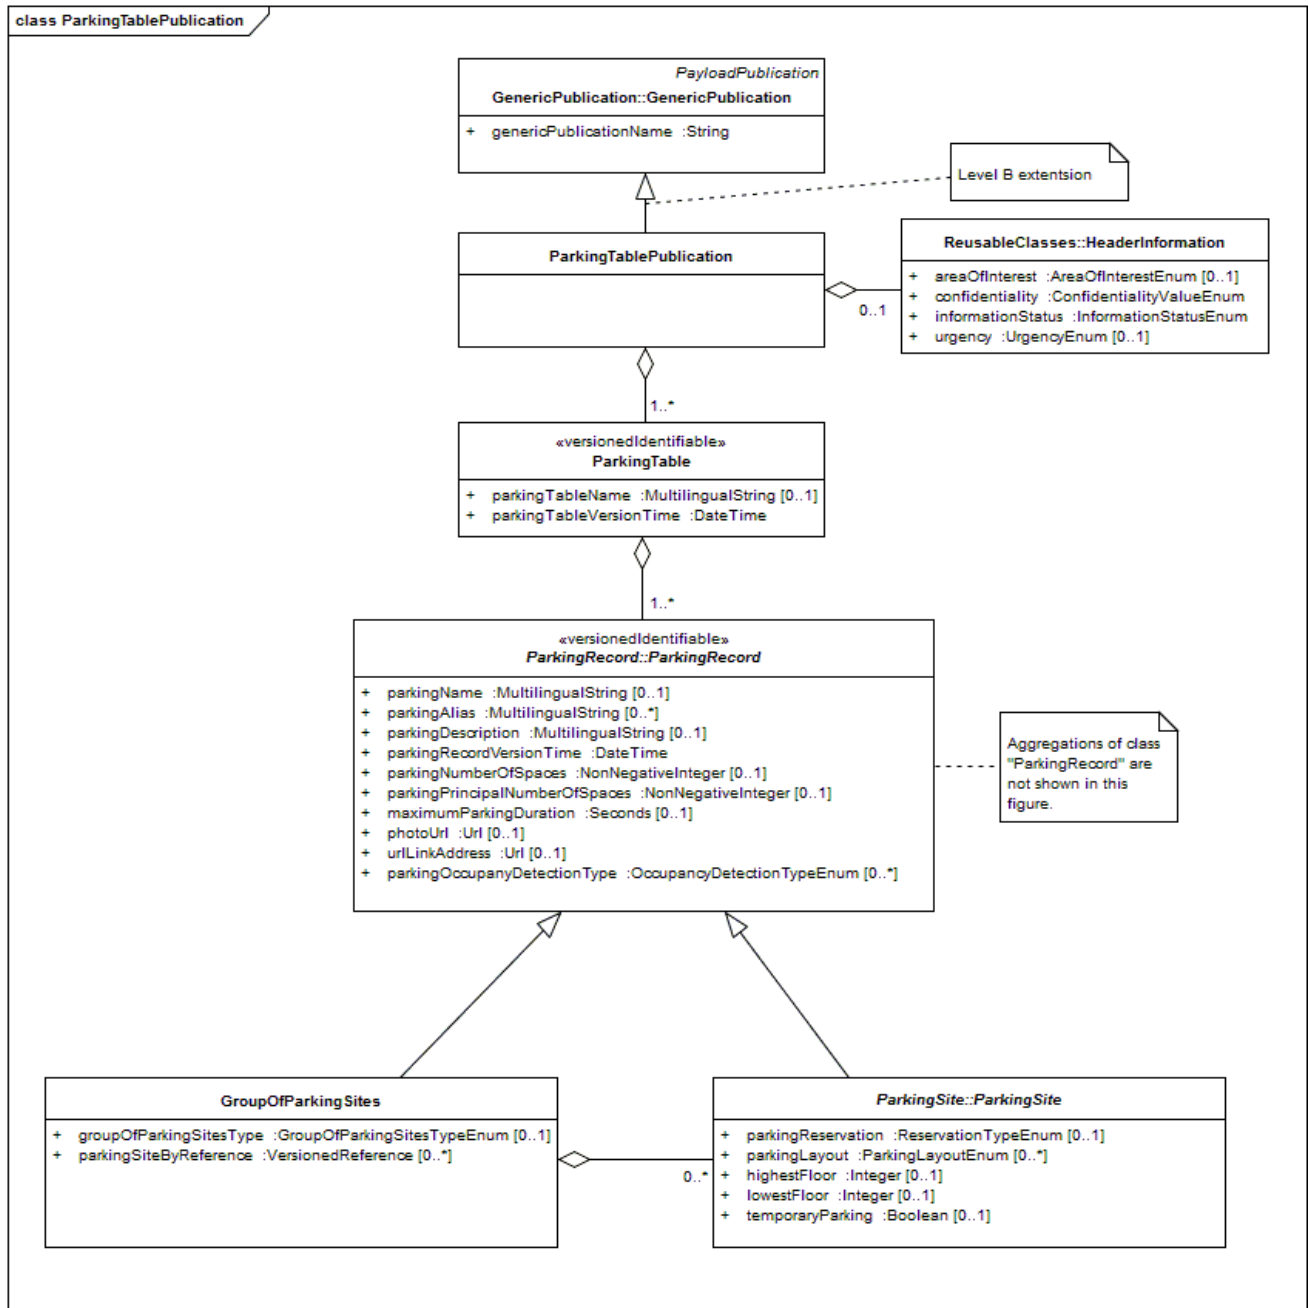 class ParkingTablePublication
PayloadPublication
GenericPublication::GenericPublication
+ genericPublicationName :String
Level B extentsion
ParkingTablePublication
ReusableClasses::HeaderInformation
+ areaOfInterest :AreaOfInterestEnum [0..1]
+ confidentiality :ConfidentialityValueEnum
+ informationStatus :InformationStatusEnum
+ urgency :UrgencyEnum [0..1]
0..1
1..*
«versionedIdentifiable»
ParkingTable
+ parkingTableName :MultilingualString [0..1]
+ parkingTableVersionTime :DateTime
1..*
«versionedIdentifiable»
ParkingRecord::ParkingRecord
+ parkingName :MultilingualString [0..1]
+ parkingAlias :MultilingualString [0..*]
+ parkingDescription :MultilingualString [0..1]
+ parkingRecordVersionTime :DateTime
+ parkingNumberOfSpaces :NonNegativeInteger [0..1]
+ parkingPrincipalNumberOfSpaces :NonNegativeInteger [0..1]
+ maximumParkingDuration :Seconds [0..1]
+ photoUrl :Url [0..1]
+ urlLinkAddress :Url [0..1]
+ parkingOccupanyDetectionType :OccupancyDetectionTypeEnum [0..*]
Aggregations of class
"ParkingRecord" are
not shown in this
figure.
GroupOfParkingSites
+ groupOfParkingSitesType :GroupOfParkingSitesTypeEnum [0..1]
+ parkingSiteByReference :VersionedReference [0..*]
0..*
ParkingSite::ParkingSite
+ parkingReservation :ReservationTypeEnum [0..1]
+ parkingLayout :ParkingLayoutEnum [0..*]
+ highestFloor :Integer [0..1]
+ lowestFloor :Integer [0..1]
+ temporaryParking :Boolean [0..1]